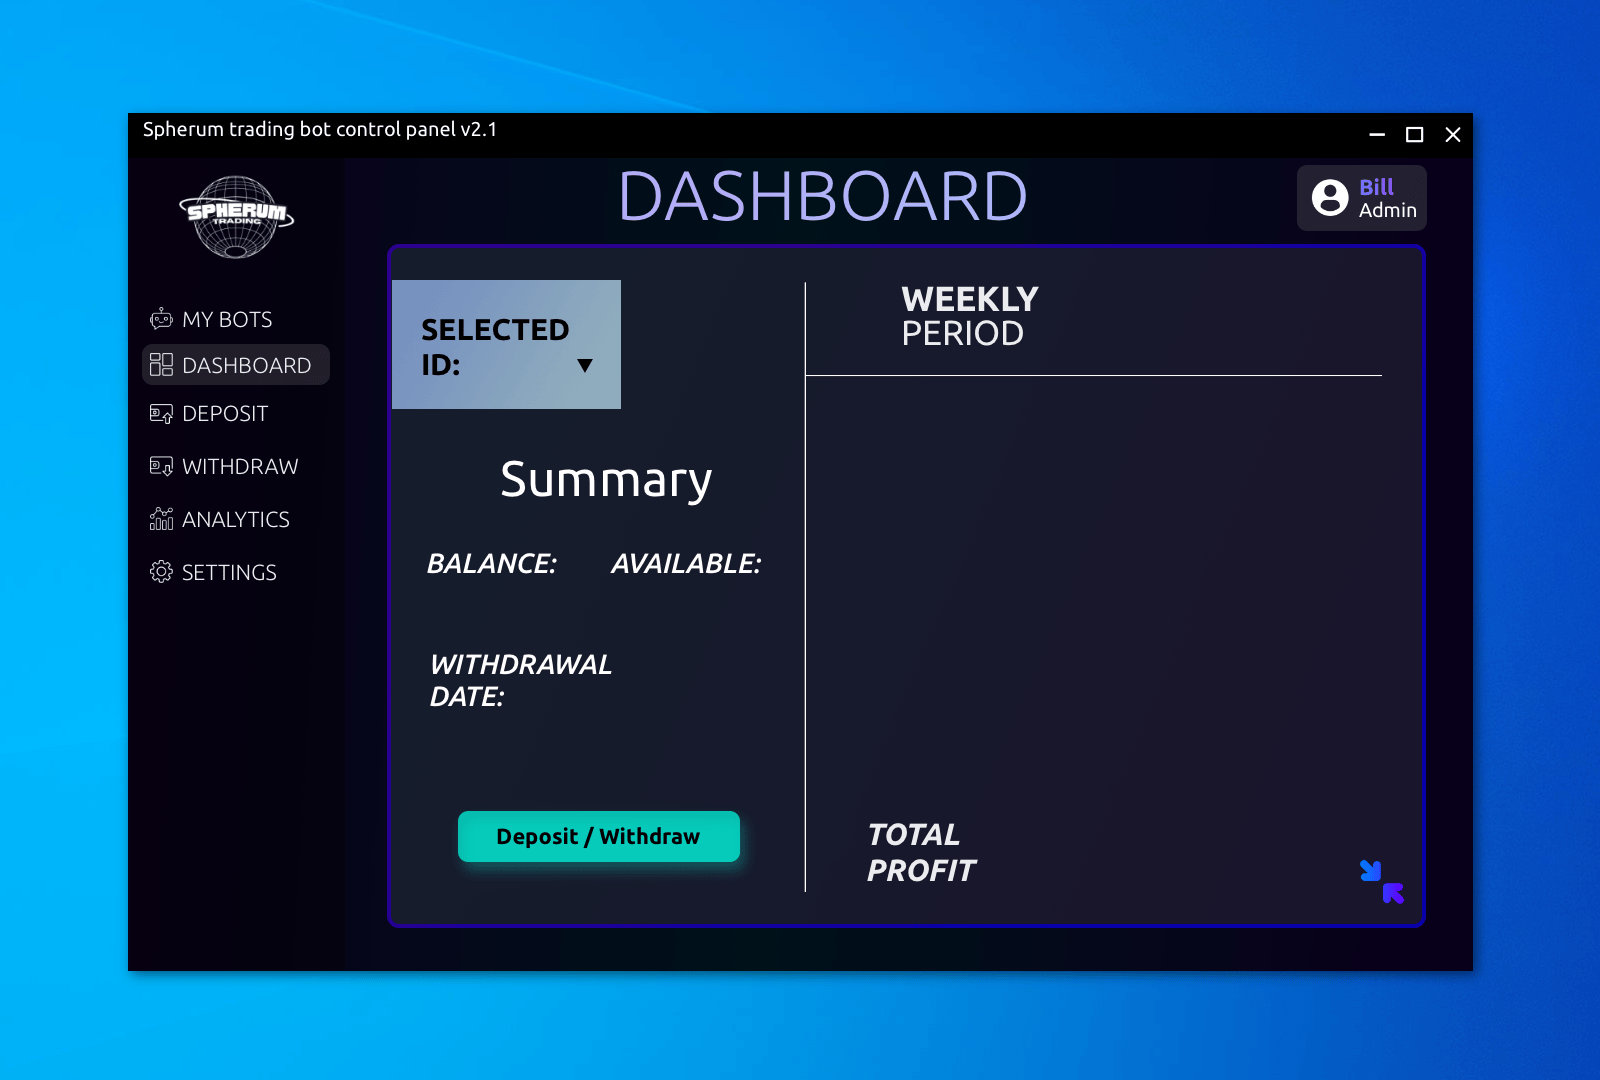 Spherum trading bot control panel v2.1
SPHERUM
TRADING
DASHBOARD
Bill
Admin
MY BOTS
DASHBOARD
DEPOSIT
WITHDRAW
ANALYTICS
SETTINGS
SELECTED
ID:
Summary
BALANCE:
AVAILABLE:
WITHDRAWAL
DATE:
Deposit / Withdraw
WEEKLY
PERIOD
TOTAL
PROFIT